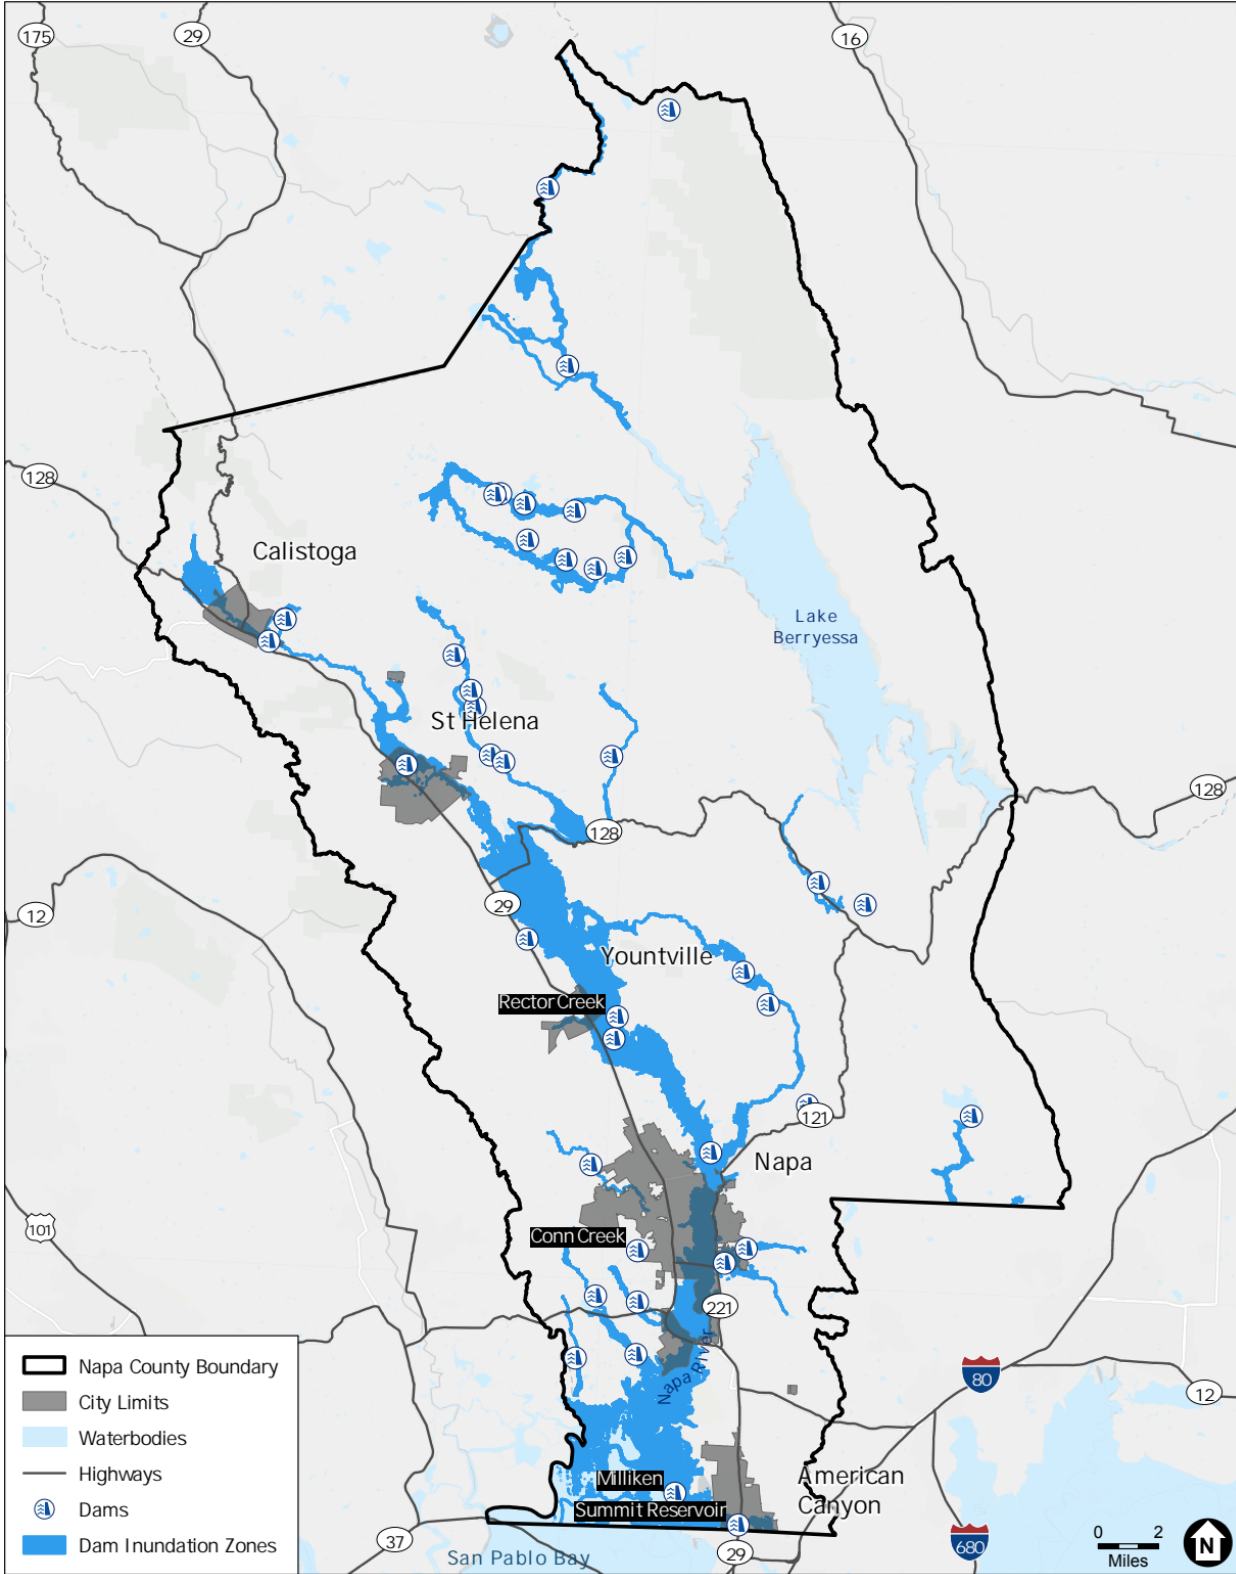 175
29
16
128
Calistoga
Lake
Berryessa
St Helena
128
128
29
12
Yountville
Rector Creek
121
Napa
101
Conn Creek
221
Napa River
80
12
Milliken
American
Canyon
Summit Reservoir
37
29
680
San Pablo Bay
Napa County Boundary
City Limits
Waterbodies
Highways
Dams
Dam Inundation Zones
0 2
Miles
N